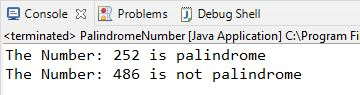 Console Problems Debug Shell
<terminated> PalindromeNumber [Java Application] C:\Program Fi
The Number: 252 is palindrome
The Number: 486 is not palindrome